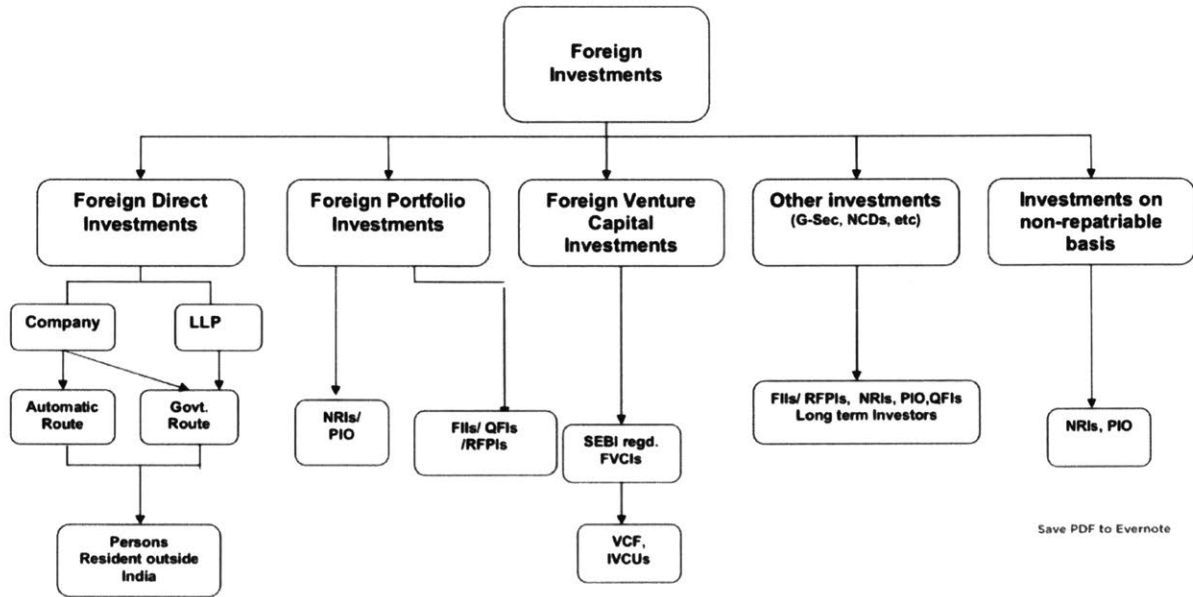 Foreign
Investments
Foreign Direct
Investments
Foreign Portfolio
Investments
Foreign Venture
Capital
Investments
Other investments
(G-Sec, NCDs, etc)
Investments on
non-repatriable
basis
Company
LLP
Automatic
Route
Govt.
Route
NRIs/
PIO
FIIs/ QFIs
/RFPIs
SEBI regd.
FVCIs
FIIs/ RFPIs, NRIs, PIO,QFIs
Long term Investors
NRIs, PIO
Persons
Resident outside
India
VCF,
IVCUs
Save PDF to Evernote